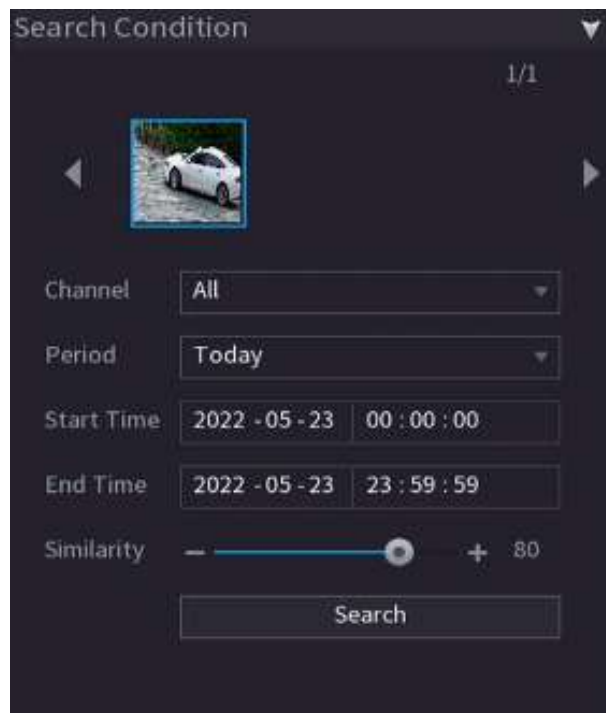 Search Condition
1/1
Channel All
Period Today
Start Time 2022 -05-23 00:00:00
End Time 2022 -05-23 23:59:59
Similarity − + 80
Search